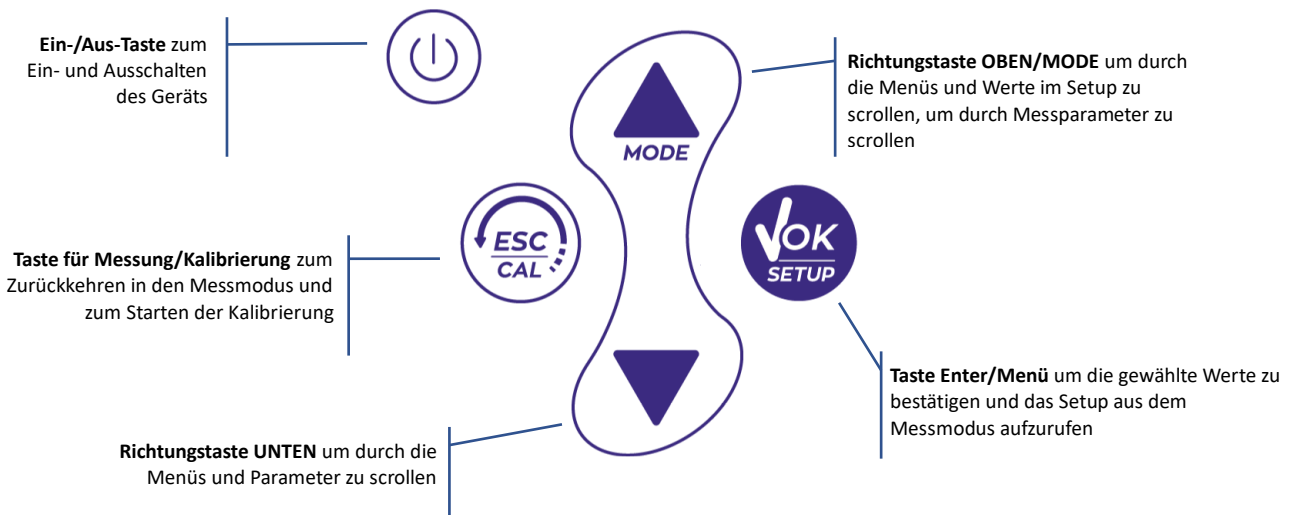 Ein-/Aus-Taste zum
Ein- und Ausschalten
des Geräts
MODE
Richtungstaste OBEN/MODE um durch
die Menüs und Werte im Setup zu
scrollen, um durch Messparameter zu
scrollen
Taste für Messung/Kalibrierung zum
Zurückkehren in den Messmodus und
zum Starten der Kalibrierung
ESC
CAL
OK
SETUP
Richtungstaste UNTEN um durch die
Menüs und Parameter zu scrollen
Taste Enter/Menü um die gewählte Werte zu
bestätigen und das Setup aus dem
Messmodus aufzurufen